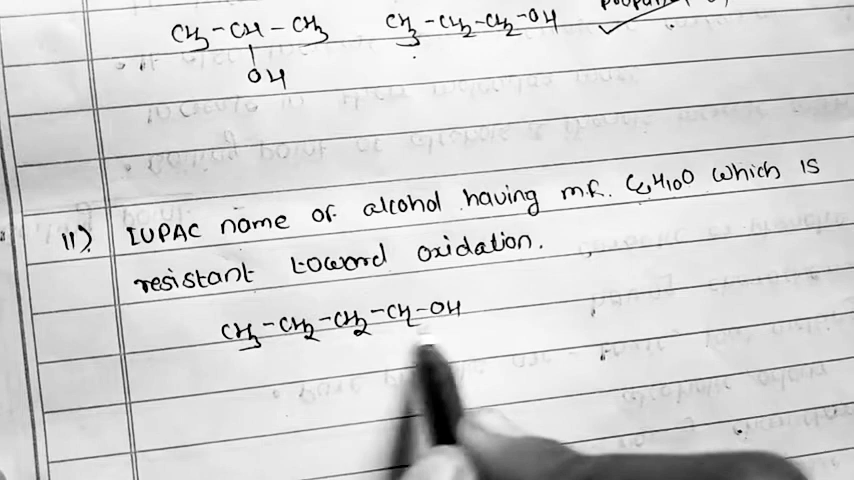 CH3-CH-CH3 CH3-CH2-CH2-OH
OH
11). IUPAC name of alcohol having m.f. C4H10O which is
resistant toward oxidation.
CH3-CH2-CH2-CH-OH